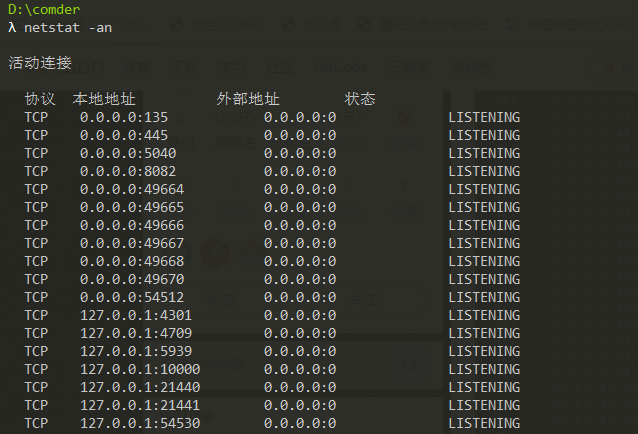 D:\comder
λ netstat -an
活动连接
协议 本地地址 外部地址 状态
TCP 0.0.0.0:135 0.0.0.0:0 LISTENING
TCP 0.0.0.0:445 0.0.0.0:0 LISTENING
TCP 0.0.0.0:5040 0.0.0.0:0 LISTENING
TCP 0.0.0.0:8082 0.0.0.0:0 LISTENING
TCP 0.0.0.0:49664 0.0.0.0:0 LISTENING
TCP 0.0.0.0:49665 0.0.0.0:0 LISTENING
TCP 0.0.0.0:49666 0.0.0.0:0 LISTENING
TCP 0.0.0.0:49667 0.0.0.0:0 LISTENING
TCP 0.0.0.0:49668 0.0.0.0:0 LISTENING
TCP 0.0.0.0:49670 0.0.0.0:0 LISTENING
TCP 0.0.0.0:54512 0.0.0.0:0 LISTENING
TCP 127.0.0.1:4301 0.0.0.0:0 LISTENING
TCP 127.0.0.1:4709 0.0.0.0:0 LISTENING
TCP 127.0.0.1:5939 0.0.0.0:0 LISTENING
TCP 127.0.0.1:10000 0.0.0.0:0 LISTENING
TCP 127.0.0.1:21440 0.0.0.0:0 LISTENING
TCP 127.0.0.1:21441 0.0.0.0:0 LISTENING
TCP 127.0.0.1:54530 0.0.0.0:0 LISTENING